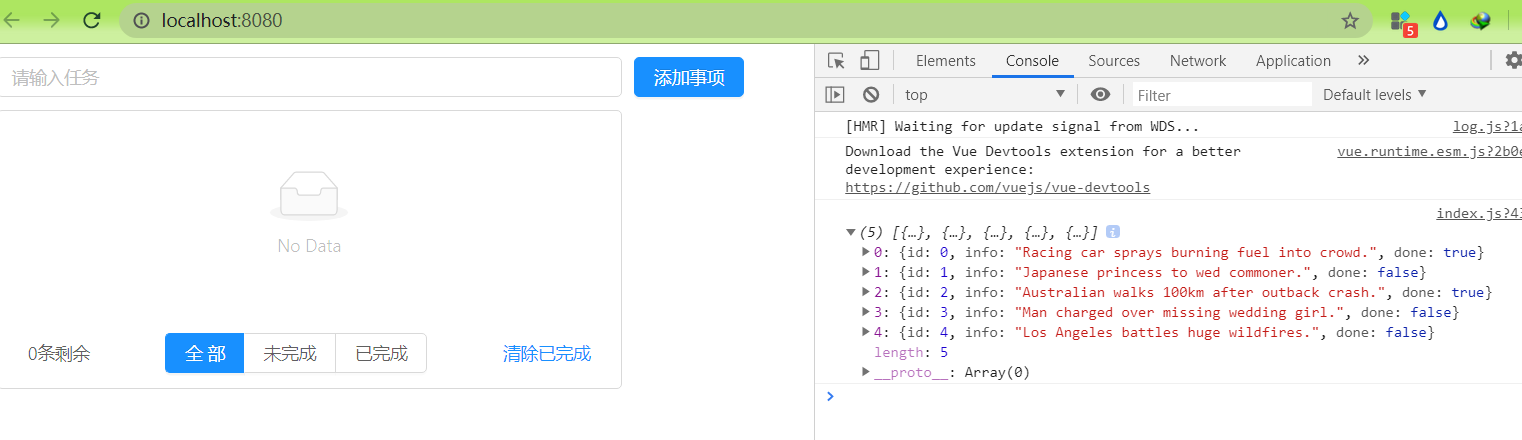 localhost:8080
5
请输入任务
添加事项
No Data
0条剩余
全 部
未完成
已完成
清除已完成
Elements
Console
Sources
Network
Application
top
Filter
Default levels
[HMR] Waiting for update signal from WDS...
log.js?1a
Download the Vue Devtools extension for a better
vue.runtime.esm.js?2b0e
development experience:
https://github.com/vuejs/vue-devtools
index.js?43
(5) [{…}, {…}, {…}, {…}, {…}]
0: {id: 0, info: "Racing car sprays burning fuel into crowd.", done: true}
1: {id: 1, info: "Japanese princess to wed commoner.", done: false}
2: {id: 2, info: "Australian walks 100km after outback crash.", done: true}
3: {id: 3, info: "Man charged over missing wedding girl.", done: false}
4: {id: 4, info: "Los Angeles battles huge wildfires.", done: false}
length: 5
__proto__: Array(0)